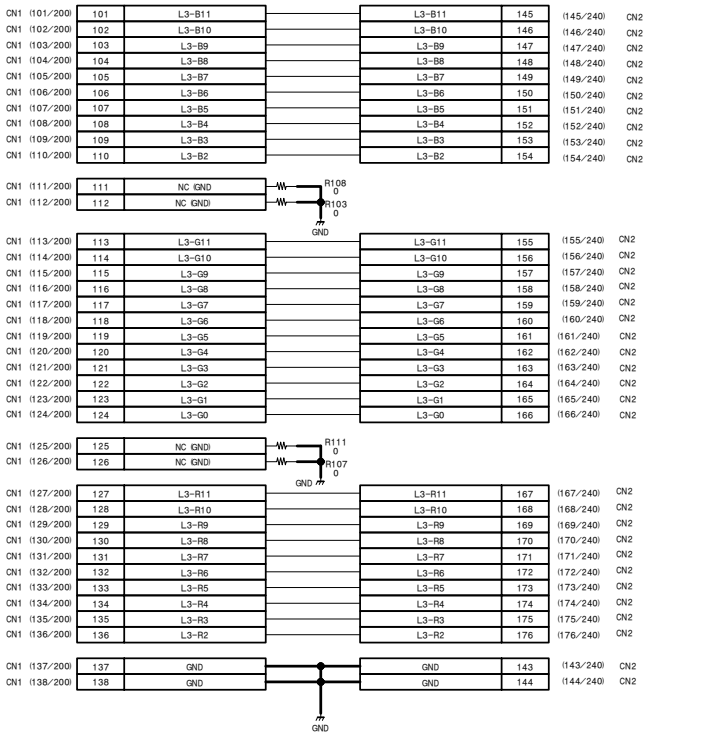 CN1 (101/200) 101 L3-B11 L3-B11 145 (145/240) CN2
CN1 (102/200) 102 L3-B10 L3-B10 146 (146/240) CN2
CN1 (103/200) 103 L3-B9 L3-B9 147 (147/240) CN2
CN1 (104/200) 104 L3-B8 L3-B8 148 (148/240) CN2
CN1 (105/200) 105 L3-B7 L3-B7 149 (149/240) CN2
CN1 (106/200) 106 L3-B6 L3-B6 150 (150/240) CN2
CN1 (107/200) 107 L3-B5 L3-B5 151 (151/240) CN2
CN1 (108/200) 108 L3-B4 L3-B4 152 (152/240) CN2
CN1 (109/200) 109 L3-B3 L3-B3 153 (153/240) CN2
CN1 (110/200) 110 L3-B2 L3-B2 154 (154/240) CN2
CN1 (111/200) 111 NC (GND R108
0
CN1 (112/200) 112 NC (GND) R103
0
GND
CN1 (113/200) 113 L3-G11 L3-G11 155 (155/240) CN2
CN1 (114/200) 114 L3-G10 L3-G10 156 (156/240) CN2
CN1 (115/200) 115 L3-G9 L3-G9 157 (157/240) CN2
CN1 (116/200) 116 L3-G8 L3-G8 158 (158/240) CN2
CN1 (117/200) 117 L3-G7 L3-G7 159 (159/240) CN2
CN1 (118/200) 118 L3-G6 L3-G6 160 (160/240) CN2
CN1 (119/200) 119 L3-G5 L3-G5 161 (161/240) CN2
CN1 (120/200) 120 L3-G4 L3-G4 162 (162/240) CN2
CN1 (121/200) 121 L3-G3 L3-G3 163 (163/240) CN2
CN1 (122/200) 122 L3-G2 L3-G2 164 (164/240) CN2
CN1 (123/200) 123 L3-G1 L3-G1 165 (165/240) CN2
CN1 (124/200) 124 L3-G0 L3-G0 166 (166/240) CN2
CN1 (125/200) 125 NC (GND) R111
0
CN1 (126/200) 126 NC (GND) R107
0
GND
CN1 (127/200) 127 L3-R11 L3-R11 167 (167/240) CN2
CN1 (128/200) 128 L3-R10 L3-R10 168 (168/240) CN2
CN1 (129/200) 129 L3-R9 L3-R9 169 (169/240) CN2
CN1 (130/200) 130 L3-R8 L3-R8 170 (170/240) CN2
CN1 (131/200) 131 L3-R7 L3-R7 171 (171/240) CN2
CN1 (132/200) 132 L3-R6 L3-R6 172 (172/240) CN2
CN1 (133/200) 133 L3-R5 L3-R5 173 (173/240) CN2
CN1 (134/200) 134 L3-R4 L3-R4 174 (174/240) CN2
CN1 (135/200) 135 L3-R3 L3-R3 175 (175/240) CN2
CN1 (136/200) 136 L3-R2 L3-R2 176 (176/240) CN2
CN1 (137/200) 137 GND GND 143 (143/240) CN2
CN1 (138/200) 138 GND GND 144 (144/240) CN2
GND